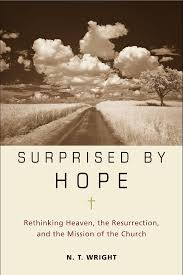 SURPRISED BY
HOPE
Rethinking Heaven, the Resurrection,
and the Mission of the Church
N. T. WRIGHT